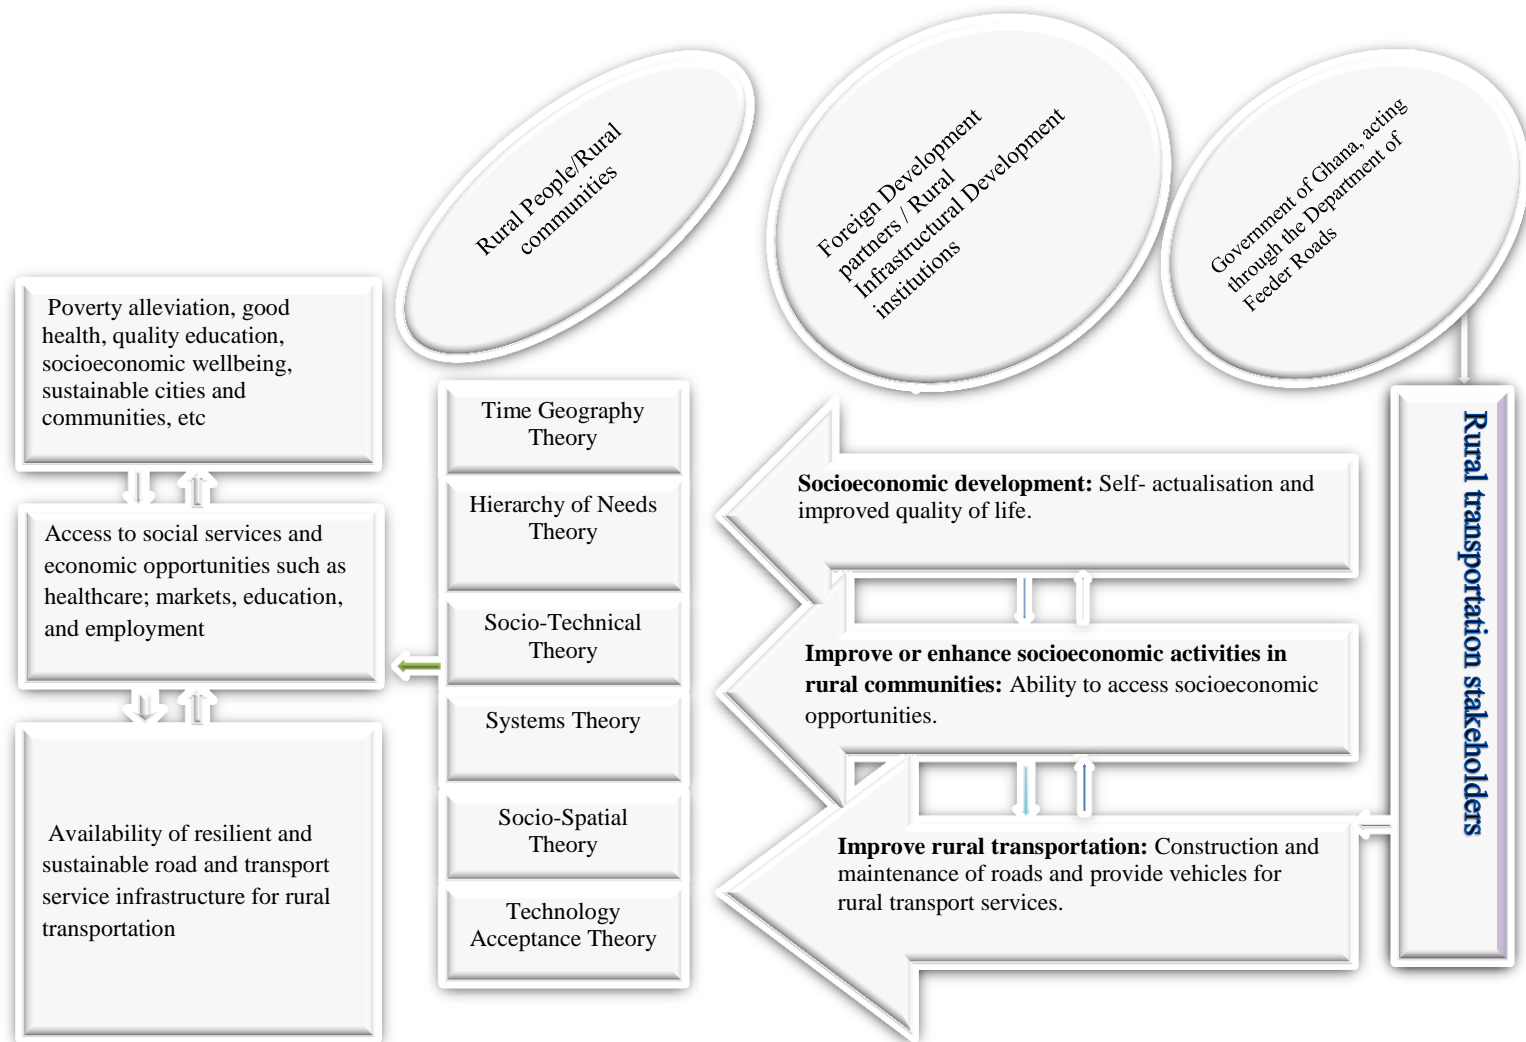 Rural People/Rural
communities
Foreign Development
partners / Rural
Infrastructural Development
institutions
Government of Ghana, acting
through the Department of
Feeder Roads
Poverty alleviation, good
health, quality education,
socioeconomic wellbeing,
sustainable cities and
communities, etc
Access to social services and
economic opportunities such as
healthcare; markets, education,
and employment
Availability of resilient and
sustainable road and transport
service infrastructure for rural
transportation
Time Geography
Theory
Hierarchy of Needs
Theory
Socio-Technical
Theory
Systems Theory
Socio-Spatial
Theory
Technology
Acceptance Theory
Socioeconomic development: Self- actualisation and
improved quality of life.
Improve or enhance socioeconomic activities in
rural communities: Ability to access socioeconomic
opportunities.
Improve rural transportation: Construction and
maintenance of roads and provide vehicles for
rural transport services.
Rural transportation stakeholders